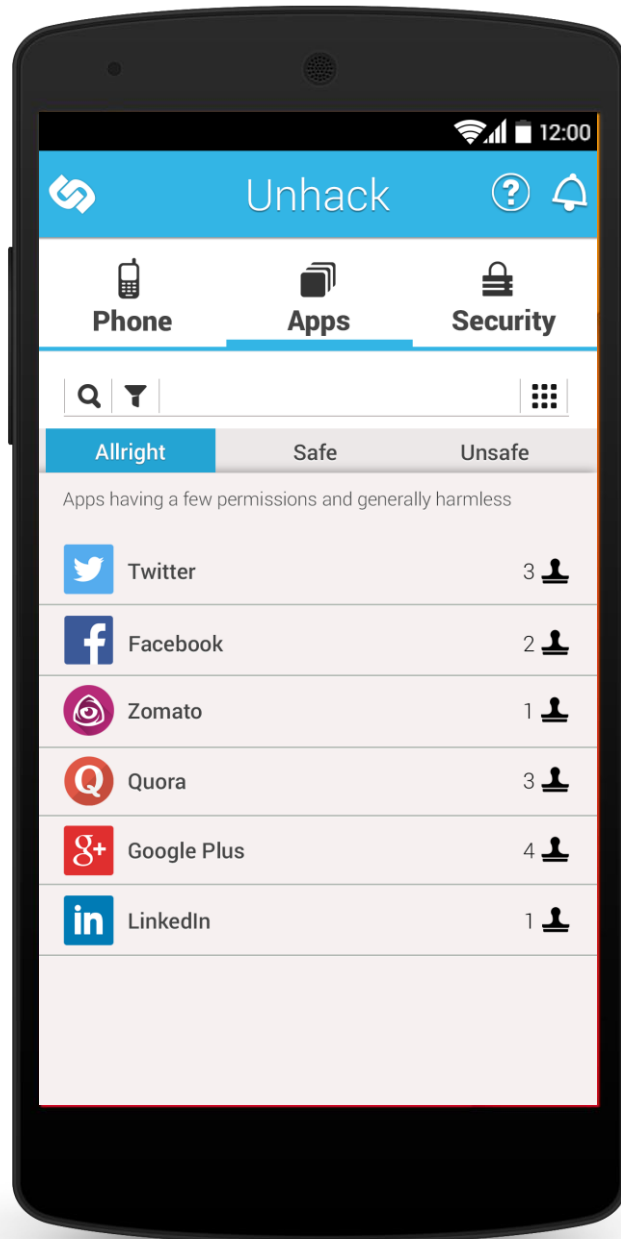 12:00
Unhack ?
Phone Apps Security
Allright Safe Unsafe
Apps having a few permissions and generally harmless
Twitter 3
f Facebook 2
Zomato 1
Q Quora 3
g+ Google Plus 4
in LinkedIn 1